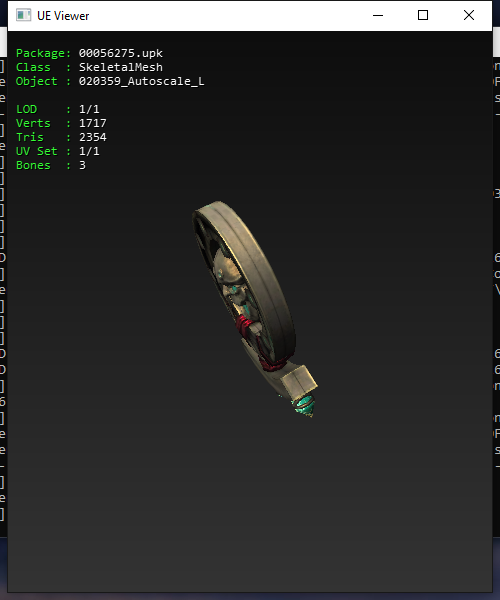 UE Viewer
Package: 00056275.upk
Class : SkeletalMesh
Object : 020359_Autoscale_L
LOD : 1/1
Verts : 1717
Tris : 2354
UV Set : 1/1
Bones : 3